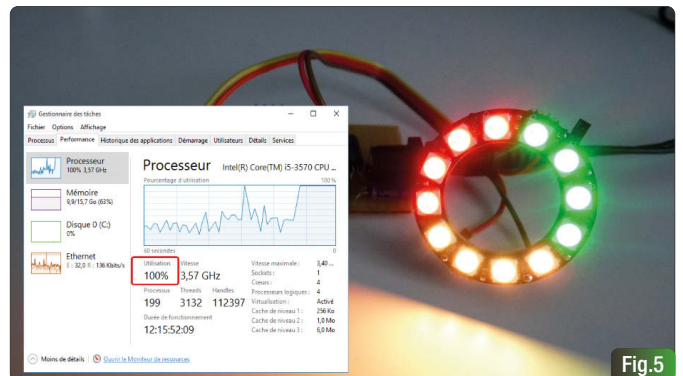 Gestionnaire des tâches
Fichier Options Affichage
Processus Performance Historique des applications Démarrage Utilisateurs Détails Services
Processeur
100% 3,57 GHz
Mémoire
9,9/15,7 Go (63%)
Disque 0 (C:)
0%
Ethernet
E : 32,0 R : 136 Kbits/s
Processeur Intel(R) Core(TM) i5-3570 CPU ...
Pourcentage d'utilisation 100 %
60 secondes 0
Utilisation Vitesse
100% 3,57 GHz
Processus Threads Handles
199 3132 112397
Durée de fonctionnement
12:15:52:09
Vitesse maximale : 3,40 ...
Sockets : 1
Cœurs : 4
Processeurs logiques : 4
Virtualisation : Activé
Cache de niveau 1 : 256 Ko
Cache de niveau 2 : 1,0 Mo
Cache de niveau 3 : 6,0 Mo
Moins de détails Ouvrir le Moniteur de ressources
Fig.5